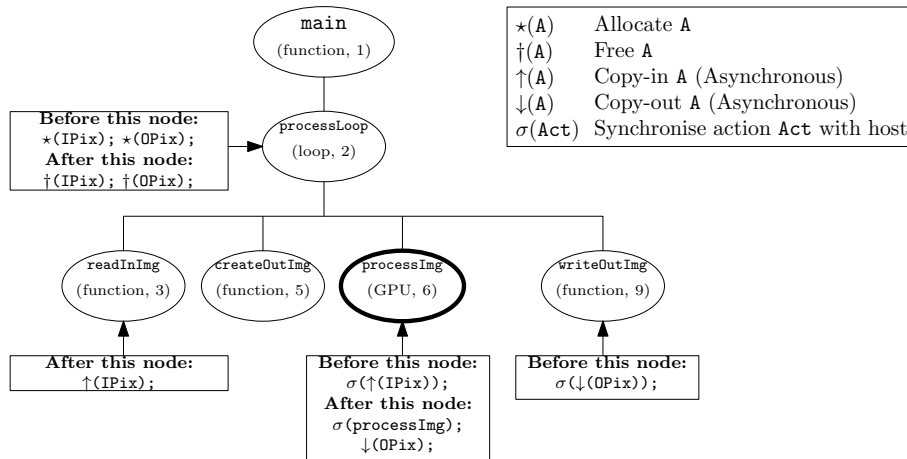 main
(function, 1)
⋆(A) Allocate A
†(A) Free A
↑(A) Copy-in A (Asynchronous)
↓(A) Copy-out A (Asynchronous)
σ(Act) Synchronise action Act with host
Before this node:
⋆(IPix); ⋆(OPix);
After this node:
†(IPix); †(OPix);
processLoop
(loop, 2)
readInImg
(function, 3)
createOutImg
(function, 5)
processImg
(GPU, 6)
writeOutImg
(function, 9)
After this node:
↑(IPix);
Before this node:
σ(↑(IPix));
After this node:
σ(processImg);
↓(OPix);
Before this node:
σ(↓(OPix));